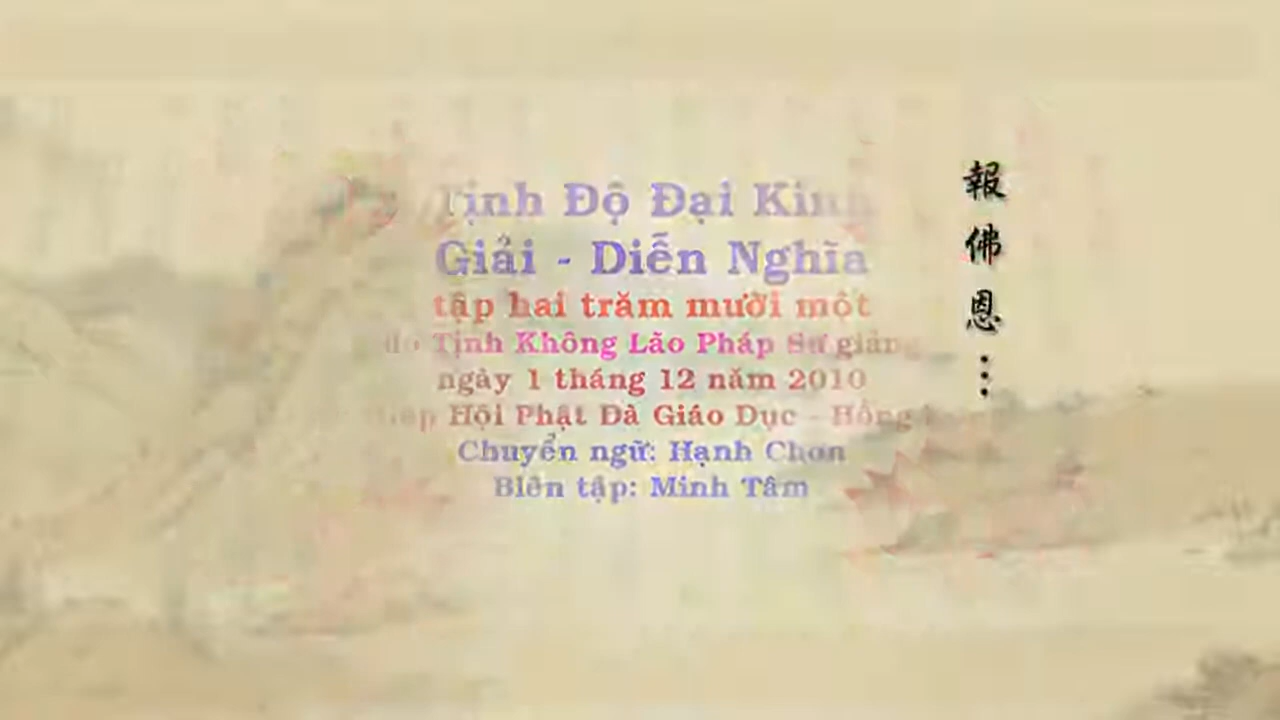 Tịnh Độ Đại Kinh
Giải - Diễn Nghĩa
tập hai trăm mười một
do Tịnh Không Lão Pháp Sư giảng
ngày 1 tháng 12 năm 2010
Hiệp Hội Phật Đà Giáo Dục - Hồng
Chuyển ngữ: Hạnh Chơn
Biên tập: Minh Tâm
報佛恩…